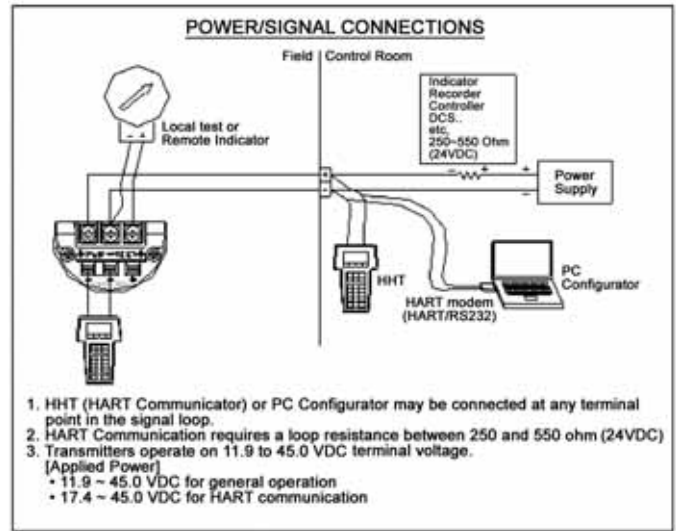 POWER/SIGNAL CONNECTIONS
Field
Control Room
Indicator
Recorder
Controller
DCS..
etc,
250~550 Ohm
(24VDC)
Local test or
Remote Indicator
- +
- +
+
-
+
-
Power
Supply
HHT
HART modem
(HART/RS232)
PC
Configurator
1. HHT (HART Communicator) or PC Configurator may be connected at any terminal
point in the signal loop.
2. HART Communication requires a loop resistance between 250 and 550 ohm (24VDC)
3. Transmitters operate on 11.9 to 45.0 VDC terminal voltage.
[Applied Power]
• 11.9 ~ 45.0 VDC for general operation
• 17.4 ~ 45.0 VDC for HART communication